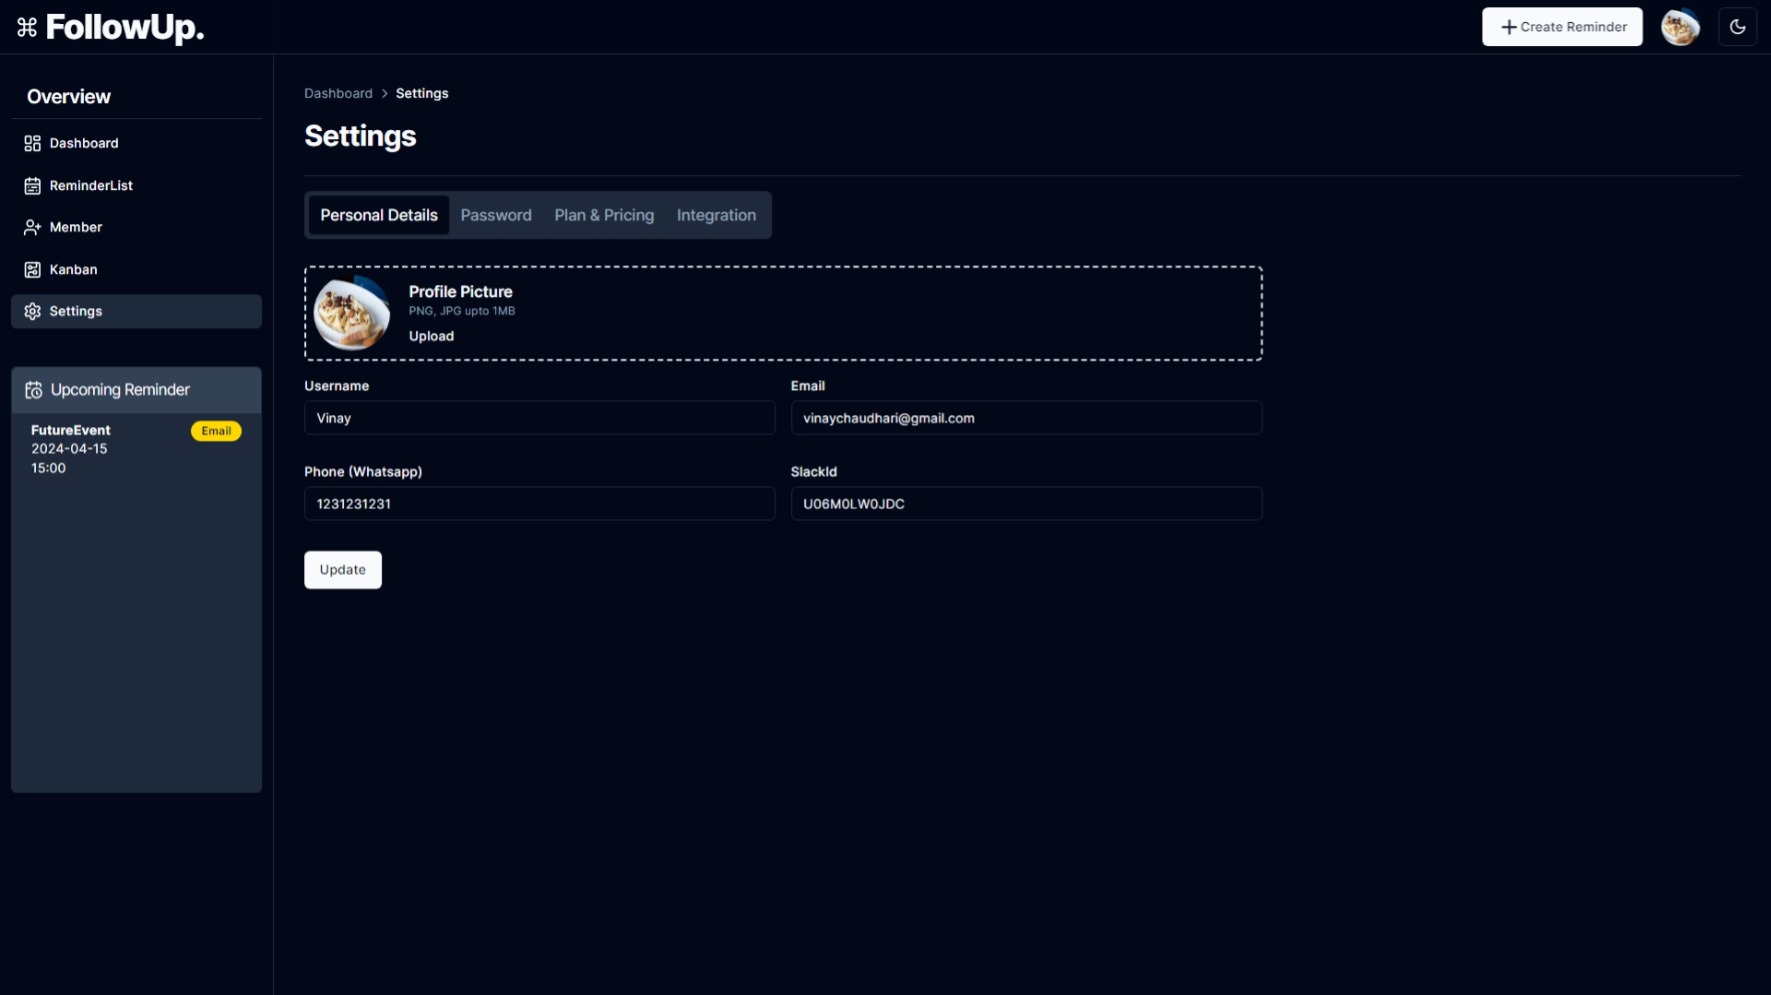 ⌘ FollowUp.
+ Create Reminder
Overview
Dashboard
ReminderList
Member
Kanban
Settings
Upcoming Reminder
FutureEvent
Email
2024-04-15
15:00
Dashboard > Settings
Settings
Personal Details Password Plan & Pricing Integration
Profile Picture
PNG, JPG upto 1MB
Upload
Username
Vinay
Email
vinaychaudhari@gmail.com
Phone (Whatsapp)
1231231231
SlackId
U06M0LW0JDC
Update